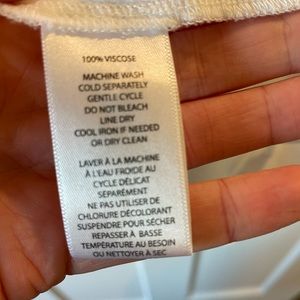 100% VISCOSE
MACHINE WASH
COLD SEPARATELY
GENTLE CYCLE
DO NOT BLEACH
LINE DRY
COOL IRON IF NEEDED
OR DRY CLEAN
LAVER À LA MACHINE
À L'EAU FROIDE AU
CYCLE DÉLICAT
SÉPARÉMENT
NE PAS UTILISER DE
CHLORURE DÉCOLORANT
SUSPENDRE POUR SÉCHER
REPASSER À BASSE
TEMPÉRATURE AU BESOIN
OU NETTOYER À SEC